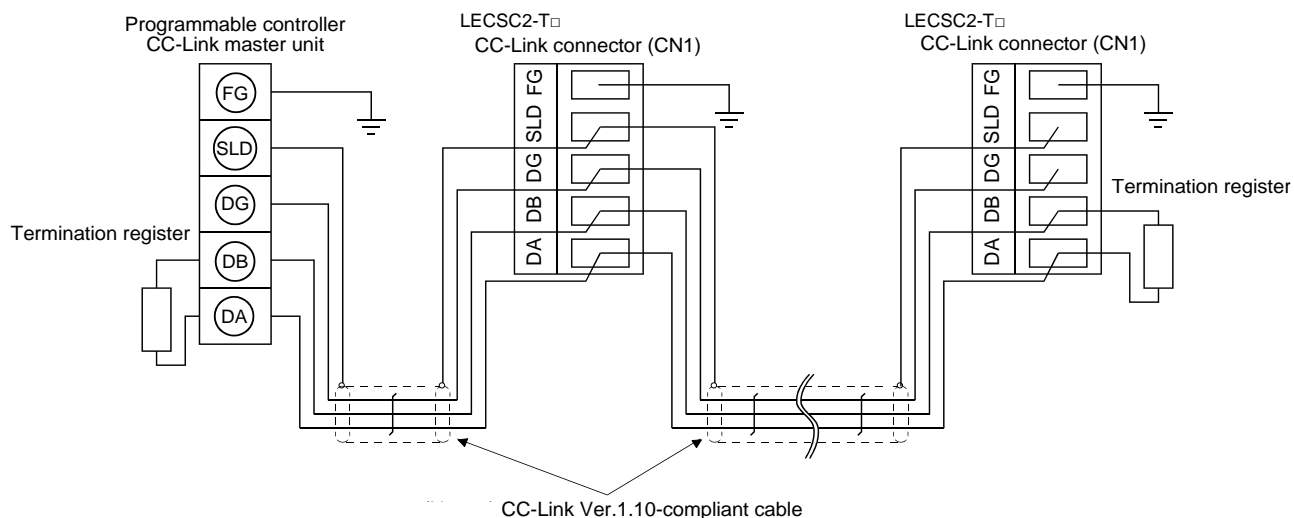 Programmable controller
CC-Link master unit
FG
SLD
DG
DB
DA
Termination register
LECSC2-T□
CC-Link connector (CN1)
FG
SLD
DG
DB
DA
LECSC2-T□
CC-Link connector (CN1)
FG
SLD
DG
DB
DA
Termination register
CC-Link Ver.1.10-compliant cable